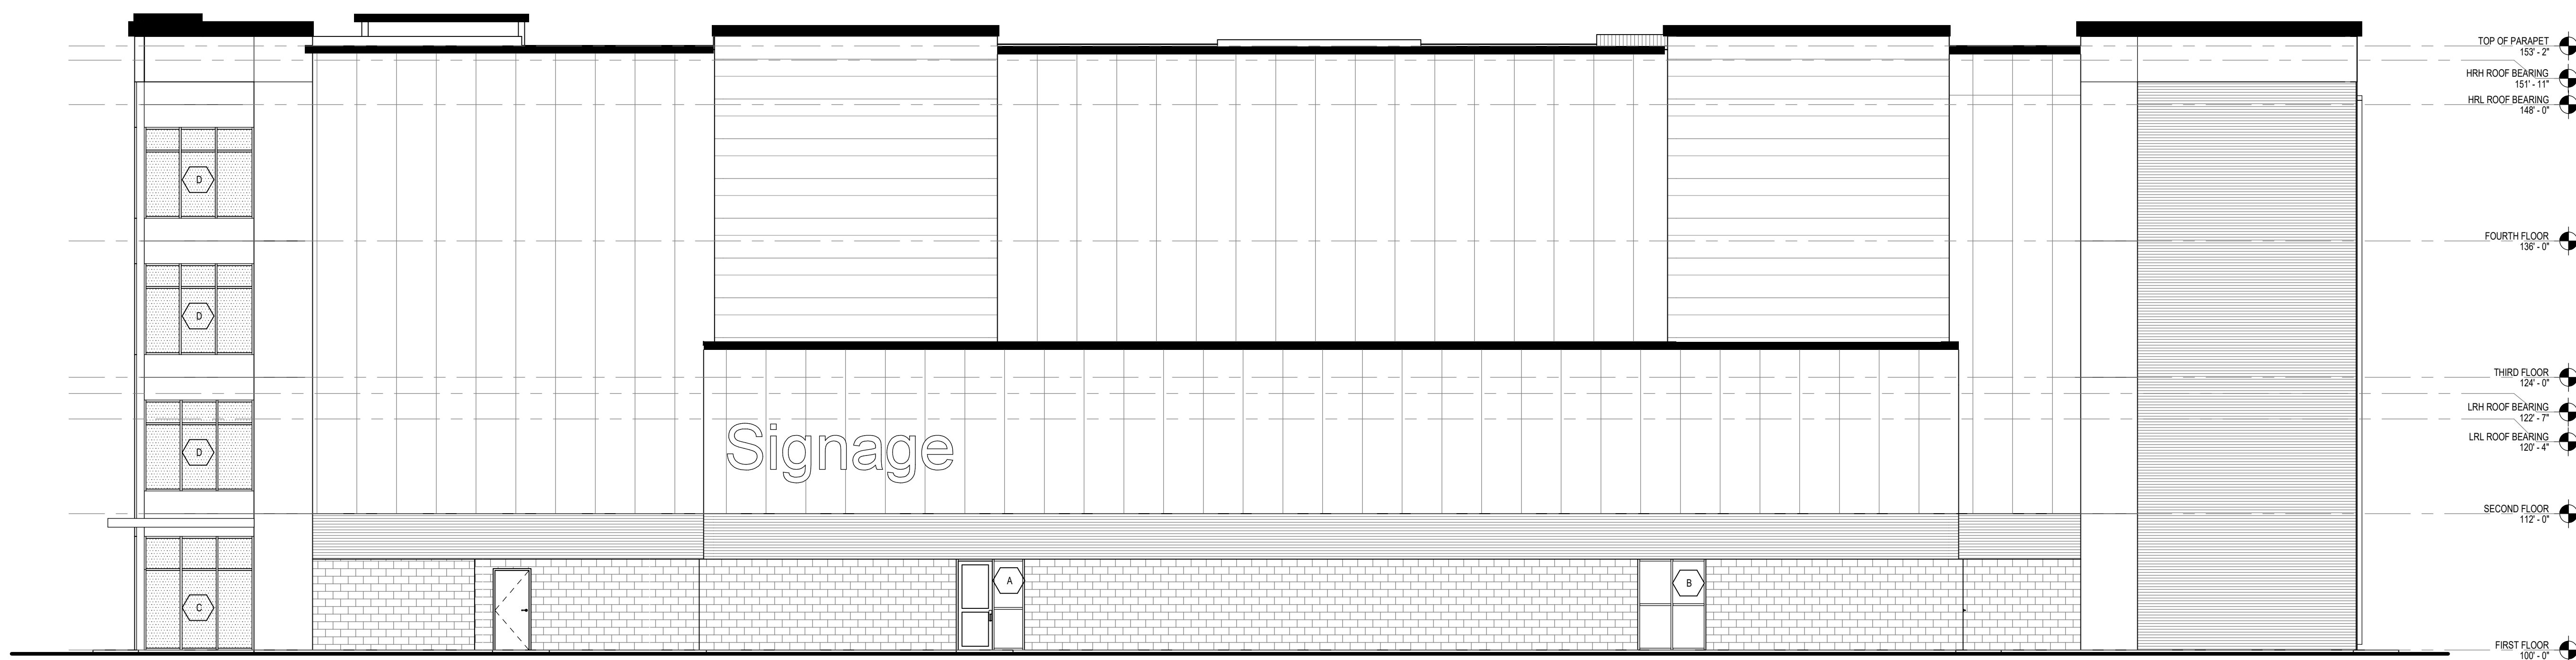 TOP OF PARAPET
153' - 2"
HRH ROOF BEARING
151' - 11"
HRL ROOF BEARING
148' - 0"
D
FOURTH FLOOR
136' - 0"
D
THIRD FLOOR
124' - 0"
LRH ROOF BEARING
122' - 7"
LRL ROOF BEARING
120' - 4"
Signage
D
SECOND FLOOR
112' - 0"
A
B
C
FIRST FLOOR
100' - 0"